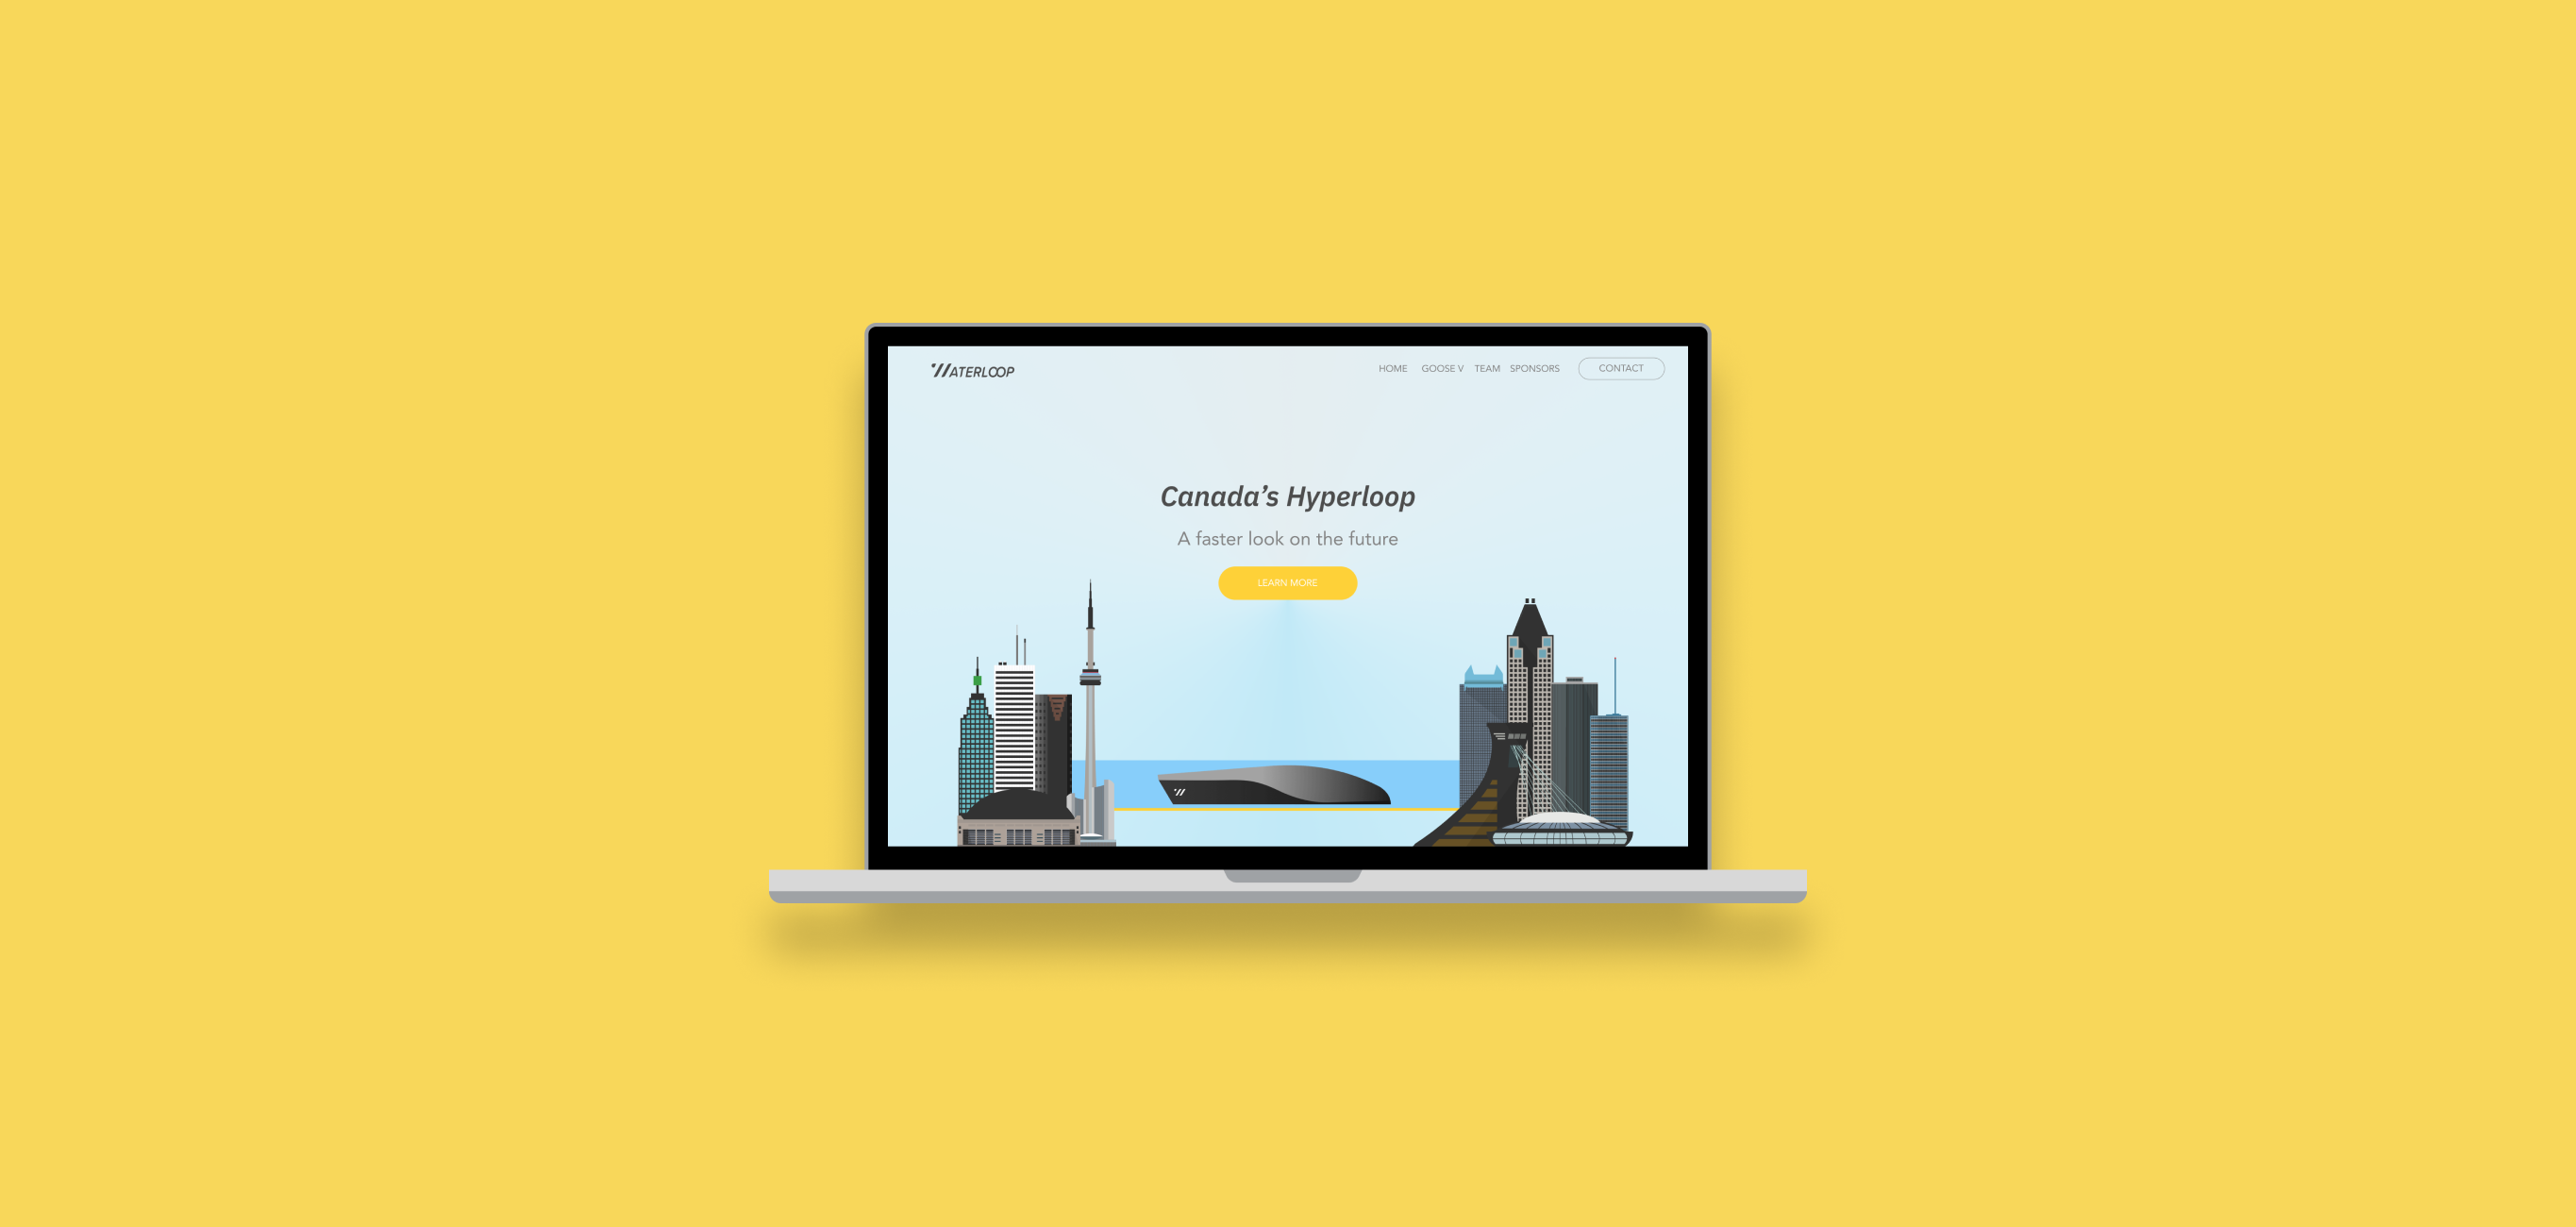 WATERLOOP
HOME GOOSE V TEAM SPONSORS CONTACT
Canada’s Hyperloop
A faster look on the future
LEARN MORE